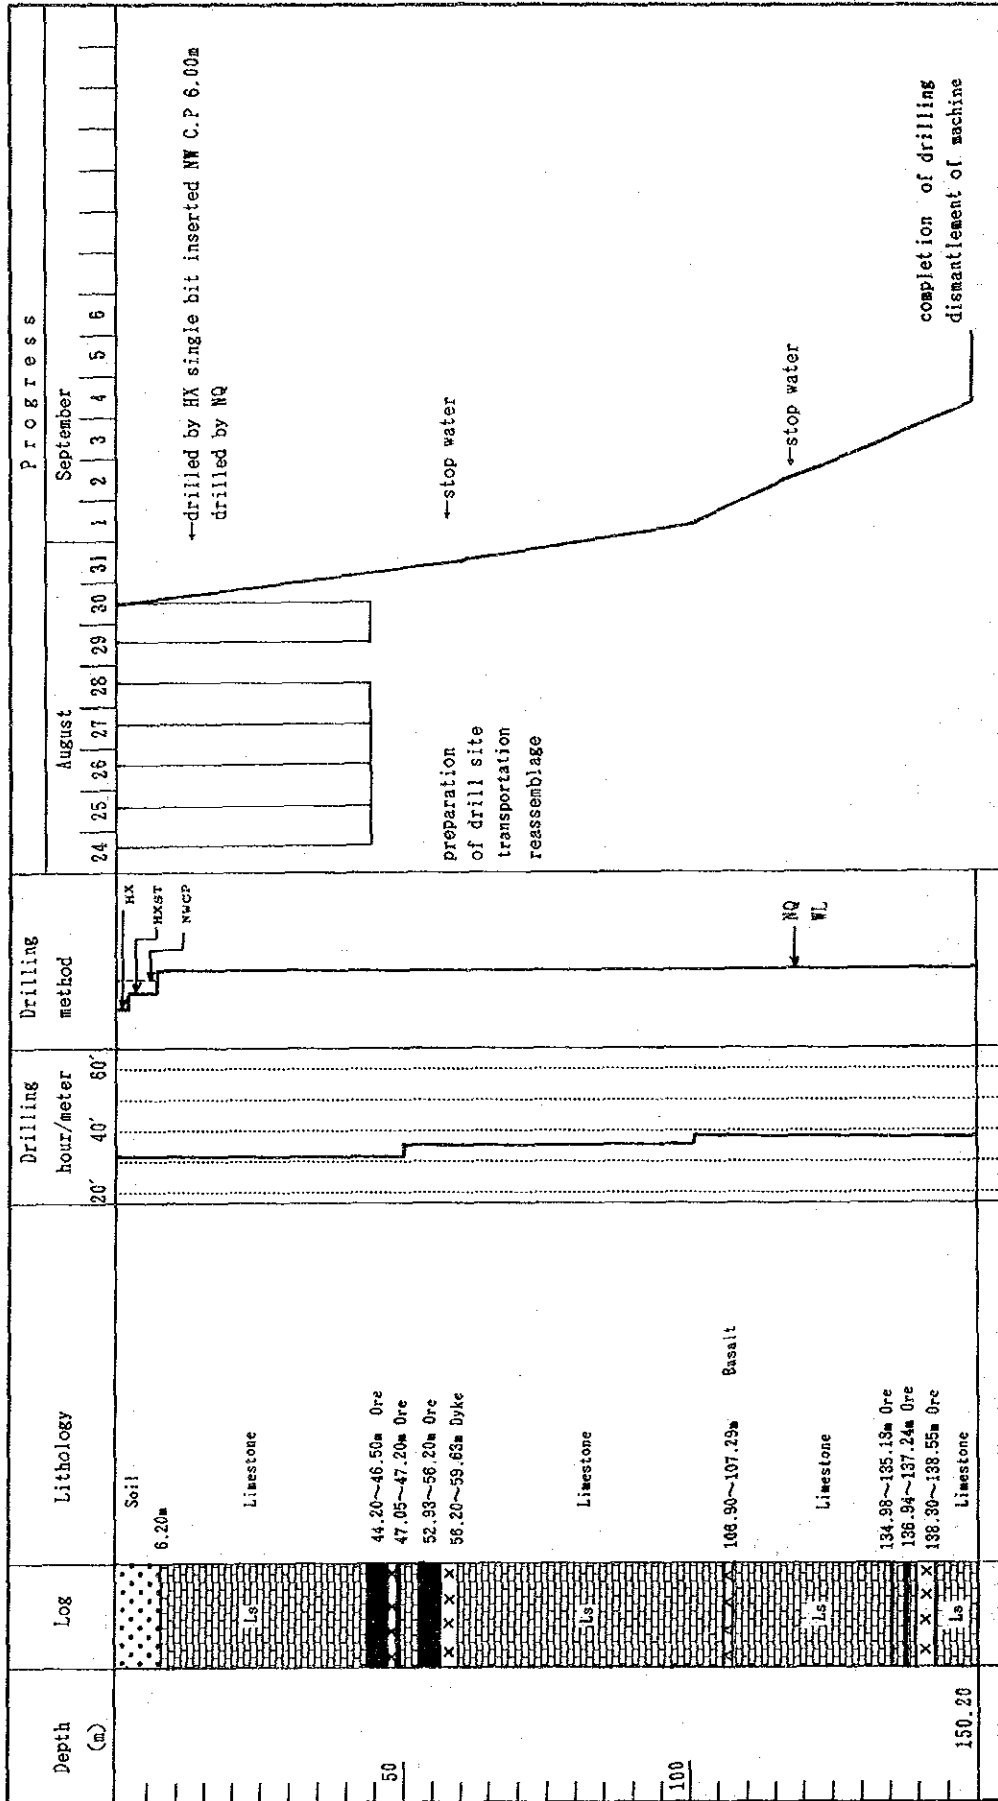 Depth
(m)
Log
Lithology
Drilling
hour/meter
20′ 40′ 60′
Drilling
method
Progress
August
September
24 25 26 27 28 29 30 31 1 2 3 4 5 6
Soil
6.20m
Limestone
Ls
44.20～46.50m Ore
47.05～47.20m Ore
50
52.93～56.20m Ore
56.20～59.63m Dyke
Limestone
Ls
100
106.90～107.29m Basalt
Limestone
Ls
134.98～135.13m Ore
136.94～137.24m Ore
138.30～138.55m Ore
Limestone
Ls
150.20
HX
HXST
NWCP
NQ
WL
←drilled by HX single bit inserted NW C.P 6.00m
drilled by NQ
←stop water
preparation
of drill site
transportation
reassemblage
←stop water
completion of drilling
dismantlement of machine